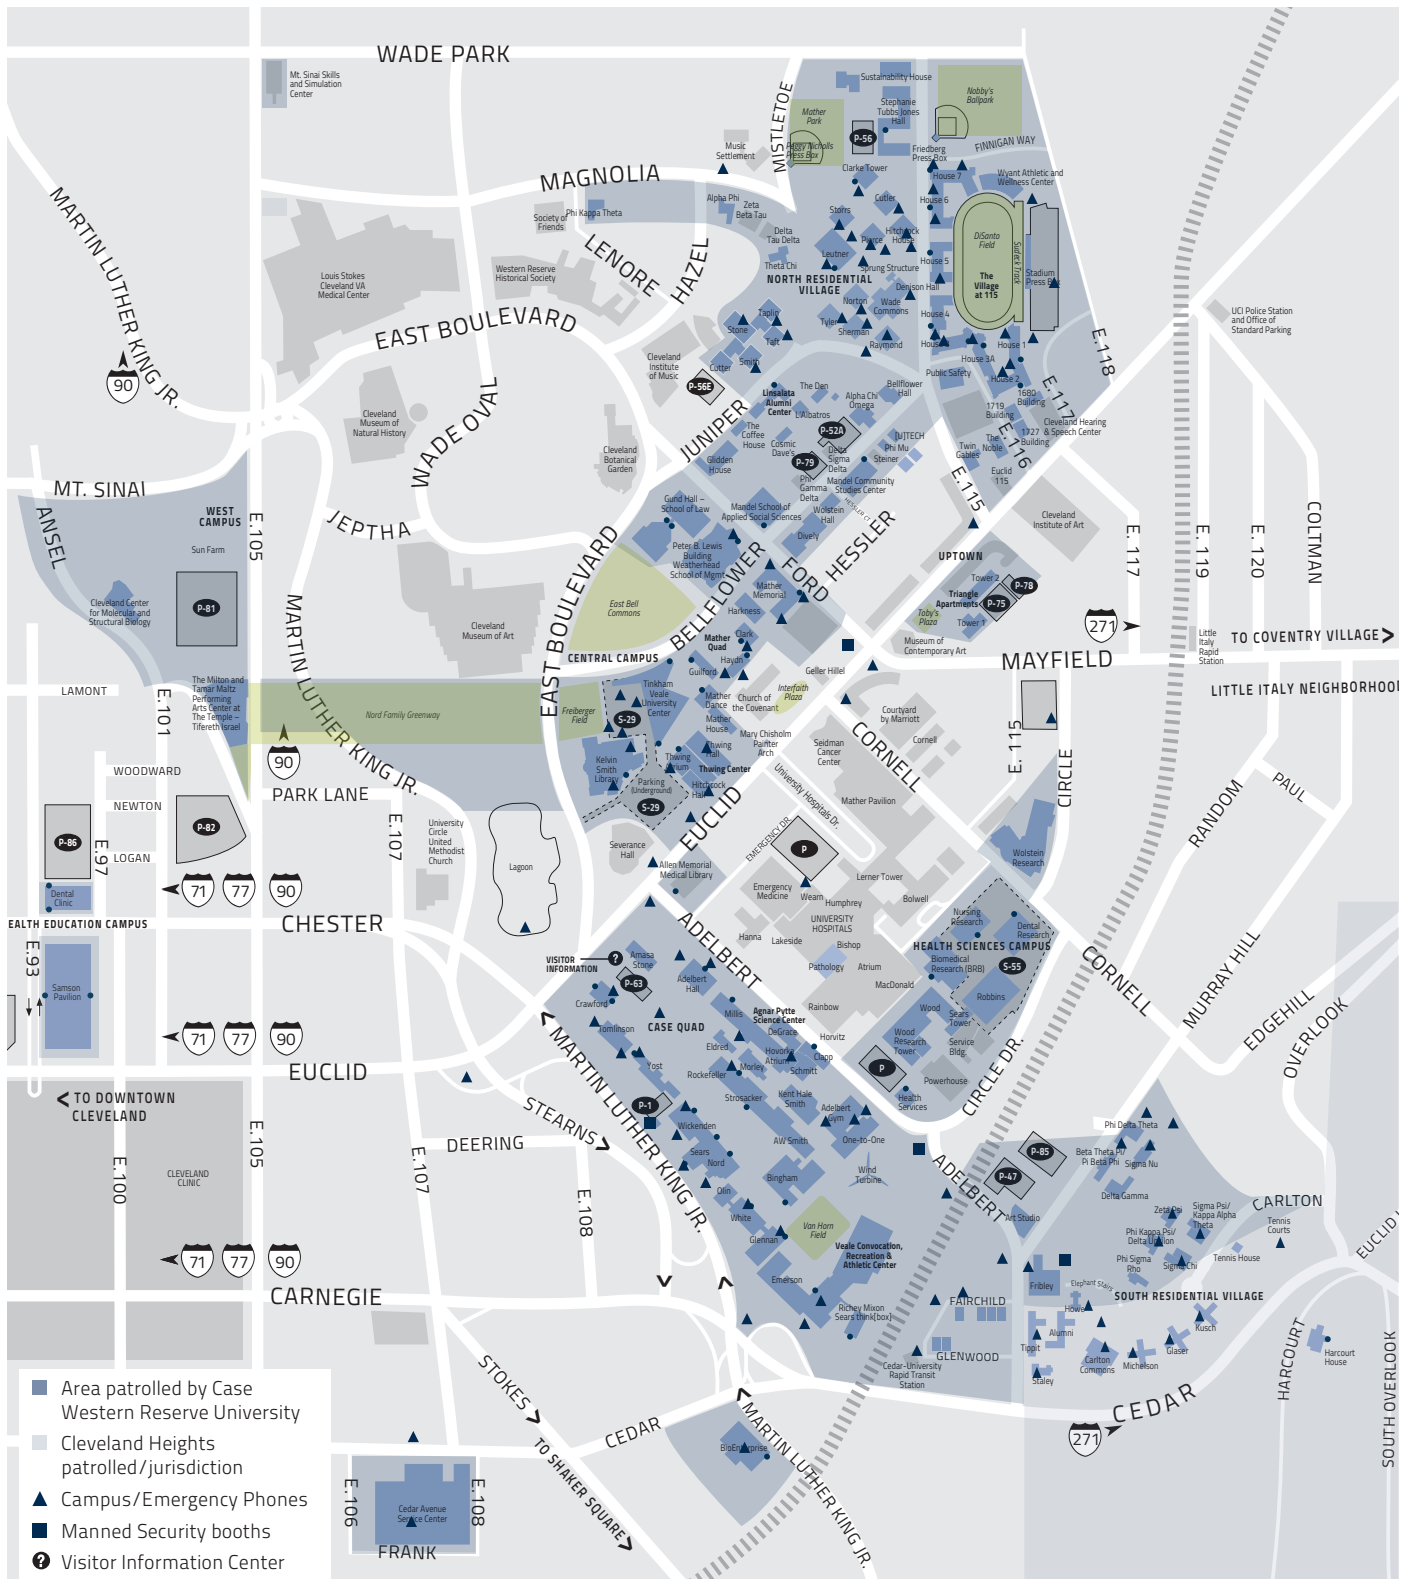 WADE PARK
Mt. Sinai Skills
and Simulation
Center
MISTLETOE
Sustainability House
Nobby's
Ballpark
Stephanie
Tubbs Jones
Hall
Mather
Park
P-56
Peggy Nicholls
Press Box
FINNIGAN WAY
Friedberg
Press Box
Music
Settlement
MAGNOLIA
Clarke Tower
House 7
Wyant Athletic and
Wellness Center
MARTIN LUTHER KING JR.
Alpha Phi
Zeta
Beta Tau
Cutler
House 6
Society of
Friends
Phi Kappa Theta
Storrs
Delta
Tau Delta
Pierce
Hitchcock
House
DiSanto
Field
Sudeck Track
LENORE
HAZEL
Theta Chi
Leutner
Sprung Structure
House 5
NORTH RESIDENTIAL
VILLAGE
Louis Stokes
Cleveland VA
Medical Center
Western Reserve
Historical Society
The
Village
at 115
Stadium
Press Box
Denison Hall
EAST BOULEVARD
Norton
Wade
Commons
Taplin
Stone
Tyler
Sherman
House 4
UCI Police Station
and Office of
Standard Parking
Taft
Raymond
House 1
E. 118
90
Cleveland
Institute
of Music
Smith
Cutter
House 3A
Public Safety
House 2
P-56E
WADE OVAL
Linsalata
Alumni
Center
The Den
Bellflower
Hall
Alpha Chi
Omega
1680
Building
E. 117
Cleveland
Museum of
Natural History
JUNIPER
L'Albatros
1719
Building
Cleveland Hearing
& Speech Center
The
Coffee
House
P-52A
E. 116
1727
Building
Cosmic
Dave's
[U]TECH
Phi Mu
The
Noble
Twin
Gables
Cleveland
Botanical
Garden
Glidden
House
P-79
Delta
Sigma
Delta
Steiner
Phi
Gamma
Delta
Mandel Community
Studies Center
Euclid
115
MT. SINAI
ANSEL
E. 115
WEST
CAMPUS
E. 105
JEPTHA
Gund Hall –
School of Law
Mandel School of
Applied Social Sciences
Wolstein
Hall
HESSLER CT.
Cleveland
Institute of Art
Sun Farm
Dively
HESSLER
Peter B. Lewis
Building
Weatherhead
School of Mgmt
FORD
UPTOWN
E. 117
E. 119
E. 120
COLTMAN
P-81
Cleveland Center
for Molecular and
Structural Biology
East Bell
Commons
BELLFLOWER
Mather
Memorial
Tower 2
P-78
Triangle
Apartments
P-75
Harkness
Toby's
Plaza
Tower 1
271
Cleveland
Museum of Art
EAST BOULEVARD
Mather
Quad
Clark
Museum of
Contemporary Art
Little
Italy
Rapid
Station
TO COVENTRY VILLAGE
CENTRAL CAMPUS
Haydn
MAYFIELD
MARTIN LUTHER KING JR.
Guilford
Geller Hillel
LAMONT
E. 101
The Milton and
Tamar Maltz
Performing
Arts Center at
The Temple –
Tifereth Israel
Tinkham
Veale
University
Center
Mather
Dance
Church of
the Covenant
Interfaith
Plaza
LITTLE ITALY NEIGHBORHOOD
Nord Family Greenway
Freiberger
Field
S-29
Mather
House
Courtyard
by Marriott
E. 115
90
Mary Chisholm
Painter
Arch
CORNELL
Seidman
Cancer
Center
Cornell
CIRCLE
WOODWARD
Kelvin
Smith
Library
Thwing
Hall
Thwing
Atrium
Thwing Center
University Hospitals Dr.
PARK LANE
NEWTON
Parking
(Underground)
Hitchcock
Hall
Mather Pavilion
PAUL
RANDOM
P-86
P-82
S-29
EUCLID
EMERGENCY DR.
E. 107
University
Circle
United
Methodist
Church
E. 97
LOGAN
Severance
Hall
P
Wolstein
Research
Lagoon
Allen Memorial
Medical Library
Lerner Tower
71
77
90
Dental
Clinic
Emergency
Medicine
Wearn
Humphrey
Bolwell
CHESTER
ADELBERT
EALTH EDUCATION CAMPUS
UNIVERSITY
HOSPITALS
Nursing
Research
Dental
Research
E. 93
Hanna
Lakeside
Bishop
HEALTH SCIENCES CAMPUS
CORNELL
VISITOR
INFORMATION
?
Amasa
Stone
Pathology
Atrium
Biomedical
Research (BRB)
S-55
Samson
Pavilion
P-63
Adelbert
Hall
MacDonald
Robbins
MURRAY HILL
Crawford
Millis
Agnar Pytte
Science Center
Rainbow
Wood
Sears
Tower
EDGEHILL
OVERLOOK
Tomlinson
CASE QUAD
DeGrace
Horvitz
Wood
Research
Tower
Service
Bldg.
71
77
90
Eldred
Hovorka
Atrium
Clapp
EUCLID
Yost
Rockefeller
Morley
Schmitt
P
Powerhouse
CIRCLE DR.
TO DOWNTOWN
CLEVELAND
Strosacker
Kent Hale
Smith
Health
Services
STEARNS
MARTIN LUTHER KING JR.
P-1
Adelbert
Gym
Wickenden
One-to-One
Phi Delta Theta
DEERING
E. 100
E. 105
E. 107
Sears
AW Smith
P-85
Beta Theta Pi/
Pi Beta Phi
Sigma Nu
Nord
Wind
Turbine
ADELBERT
P-47
CLEVELAND
CLINIC
Bingham
Delta Gamma
E. 108
Olin
White
Art Studio
Zeta Psi
Sigma Psi/
Kappa Alpha
Theta
CARLTON
Tennis
Courts
Van Horn
Field
Glennan
Phi Kappa Psi/
Delta Upsilon
71
77
90
Veale Convocation,
Recreation &
Athletic Center
Phi Sigma
Rho
Sigma Chi
Tennis House
EUCLID
Emerson
Fribley
Elephant Stairs
CARNEGIE
FAIRCHILD
SOUTH RESIDENTIAL VILLAGE
Richey Mixon
Sears think[box]
Howe
Alumni
Kusch
Tippit
HARCOURT
Harcourt
House
SOUTH OVERLOOK
GLENWOOD
Carlton
Commons
Glaser
Michelson
Cedar-University
Rapid Transit
Station
STOKES
Staley
Area patrolled by Case
Western Reserve University
CEDAR
CEDAR
271
MARTIN LUTHER KING JR.
Cleveland Heights
patrolled/jurisdiction
TO SHAKER SQUARE
BioEnterprise
Campus/Emergency Phones
E. 106
Cedar Avenue
Service Center
E. 108
Manned Security booths
FRANK
? Visitor Information Center